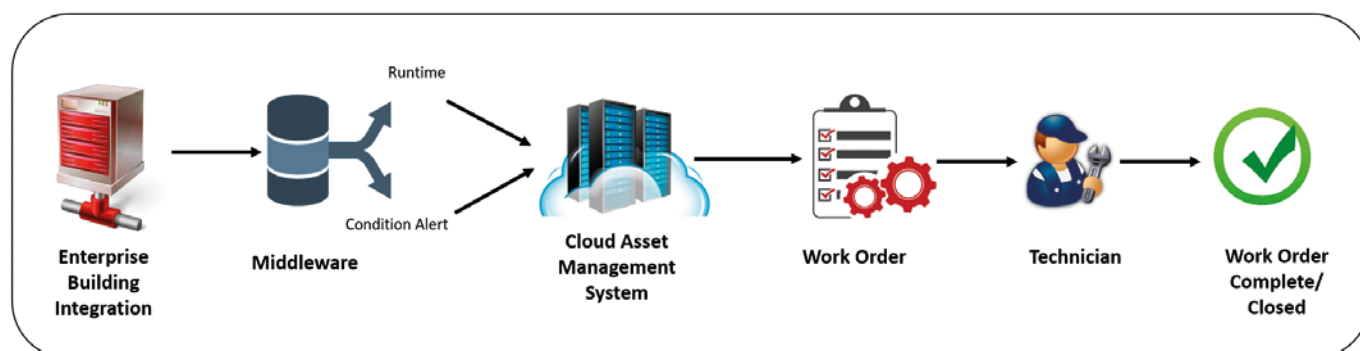 Runtime
Condition Alert
Enterprise
Building
Integration
Middleware
Cloud Asset
Management
System
Work Order
Technician
Work Order
Complete/
Closed